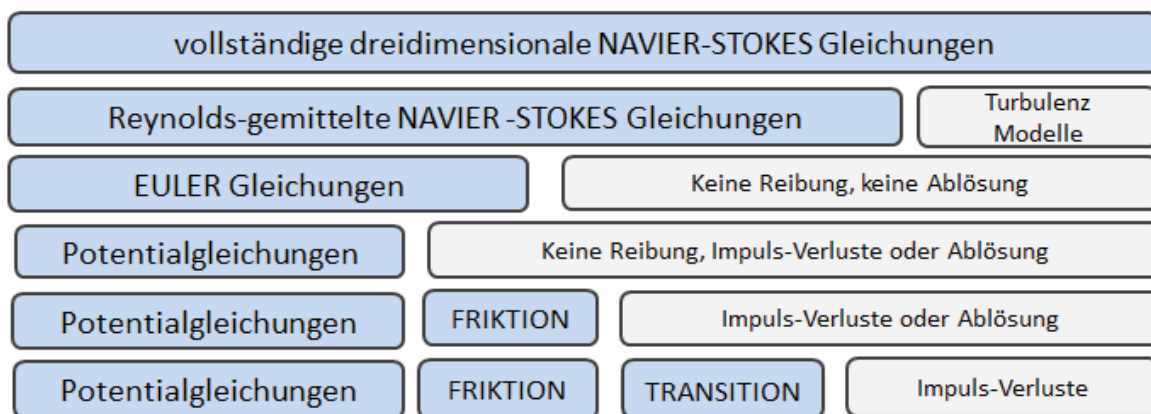 vollständige dreidimensionale NAVIER-STOKES Gleichungen
Reynolds-gemittelte NAVIER -STOKES Gleichungen
Turbulenz
Modelle
EULER Gleichungen
Keine Reibung, keine Ablösung
Potentialgleichungen
Keine Reibung, Impuls-Verluste oder Ablösung
Potentialgleichungen
FRIKTION
Impuls-Verluste oder Ablösung
Potentialgleichungen
FRIKTION
TRANSITION
Impuls-Verluste